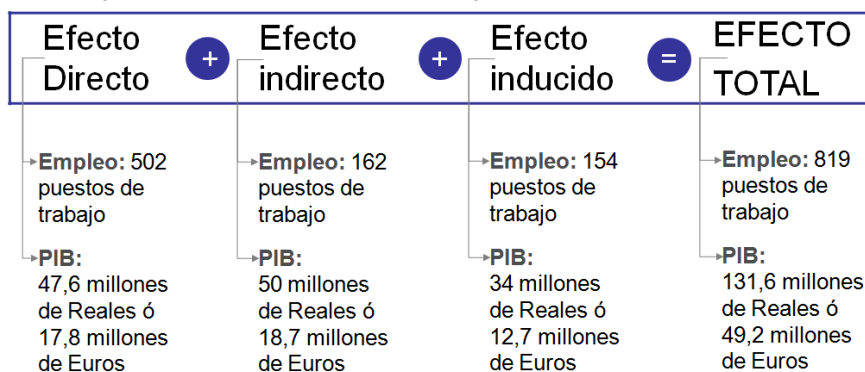 Efecto Directo
+
Efecto indirecto
+
Efecto inducido
=
EFECTO TOTAL
Empleo: 502
puestos de
trabajo
PIB:
47,6 millones
de Reales ó
17,8 millones
de Euros
Empleo: 162
puestos de
trabajo
PIB:
50 millones
de Reales ó
18,7 millones
de Euros
Empleo: 154
puestos de
trabajo
PIB:
34 millones
de Reales ó
12,7 millones
de Euros
Empleo: 819
puestos de
trabajo
PIB:
131,6 millones
de Reales ó
49,2 millones
de Euros